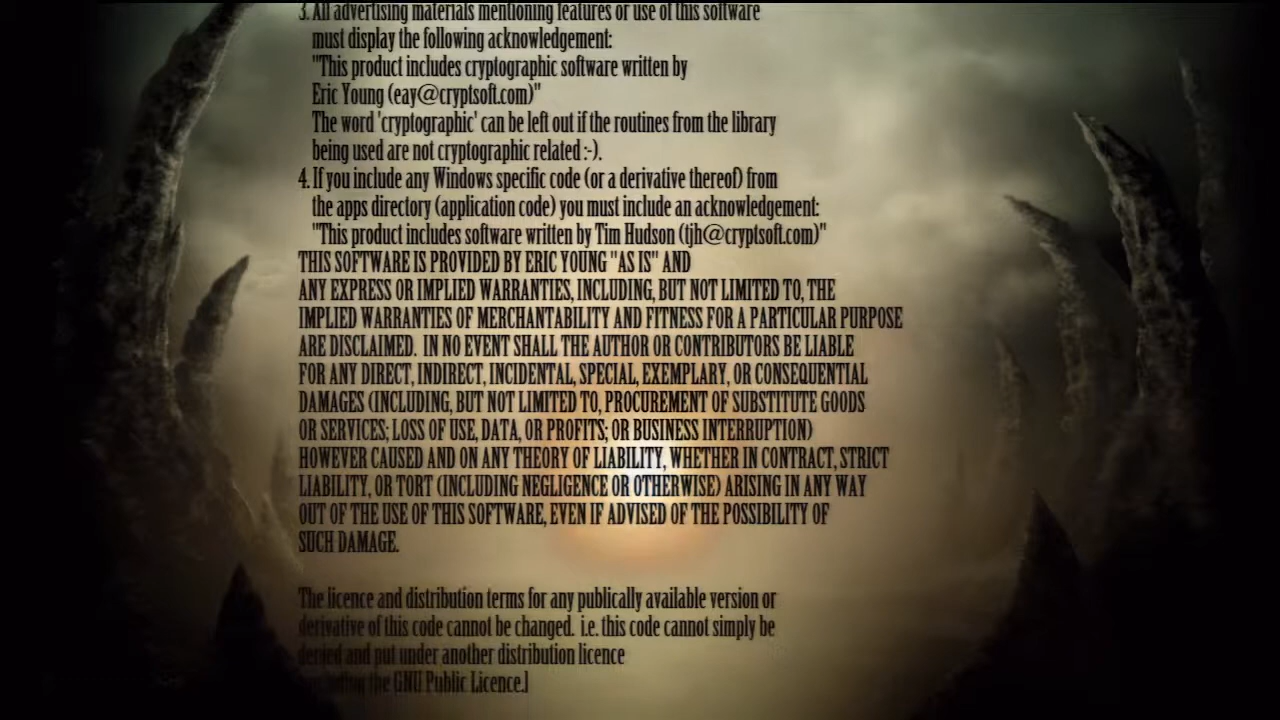 3. All advertising materials mentioning features or use of this software
must display the following acknowledgement:
"This product includes cryptographic software written by
Eric Young (eay@cryptsoft.com)"
The word 'cryptographic' can be left out if the routines from the library
being used are not cryptographic related :-).
4. If you include any Windows specific code (or a derivative thereof) from
the apps directory (application code) you must include an acknowledgement:
"This product includes software written by Tim Hudson (tjh@cryptsoft.com)"
THIS SOFTWARE IS PROVIDED BY ERIC YOUNG "AS IS" AND
ANY EXPRESS OR IMPLIED WARRANTIES, INCLUDING, BUT NOT LIMITED TO, THE
IMPLIED WARRANTIES OF MERCHANTABILITY AND FITNESS FOR A PARTICULAR PURPOSE
ARE DISCLAIMED. IN NO EVENT SHALL THE AUTHOR OR CONTRIBUTORS BE LIABLE
FOR ANY DIRECT, INDIRECT, INCIDENTAL, SPECIAL, EXEMPLARY, OR CONSEQUENTIAL
DAMAGES (INCLUDING, BUT NOT LIMITED TO, PROCUREMENT OF SUBSTITUTE GOODS
OR SERVICES; LOSS OF USE, DATA, OR PROFITS; OR BUSINESS INTERRUPTION)
HOWEVER CAUSED AND ON ANY THEORY OF LIABILITY, WHETHER IN CONTRACT, STRICT
LIABILITY, OR TORT (INCLUDING NEGLIGENCE OR OTHERWISE) ARISING IN ANY WAY
OUT OF THE USE OF THIS SOFTWARE, EVEN IF ADVISED OF THE POSSIBILITY OF
SUCH DAMAGE.
The licence and distribution terms for any publically available version or
derivative of this code cannot be changed. i.e. this code cannot simply be
and put under another distribution licence
the GNU Public Licence.]